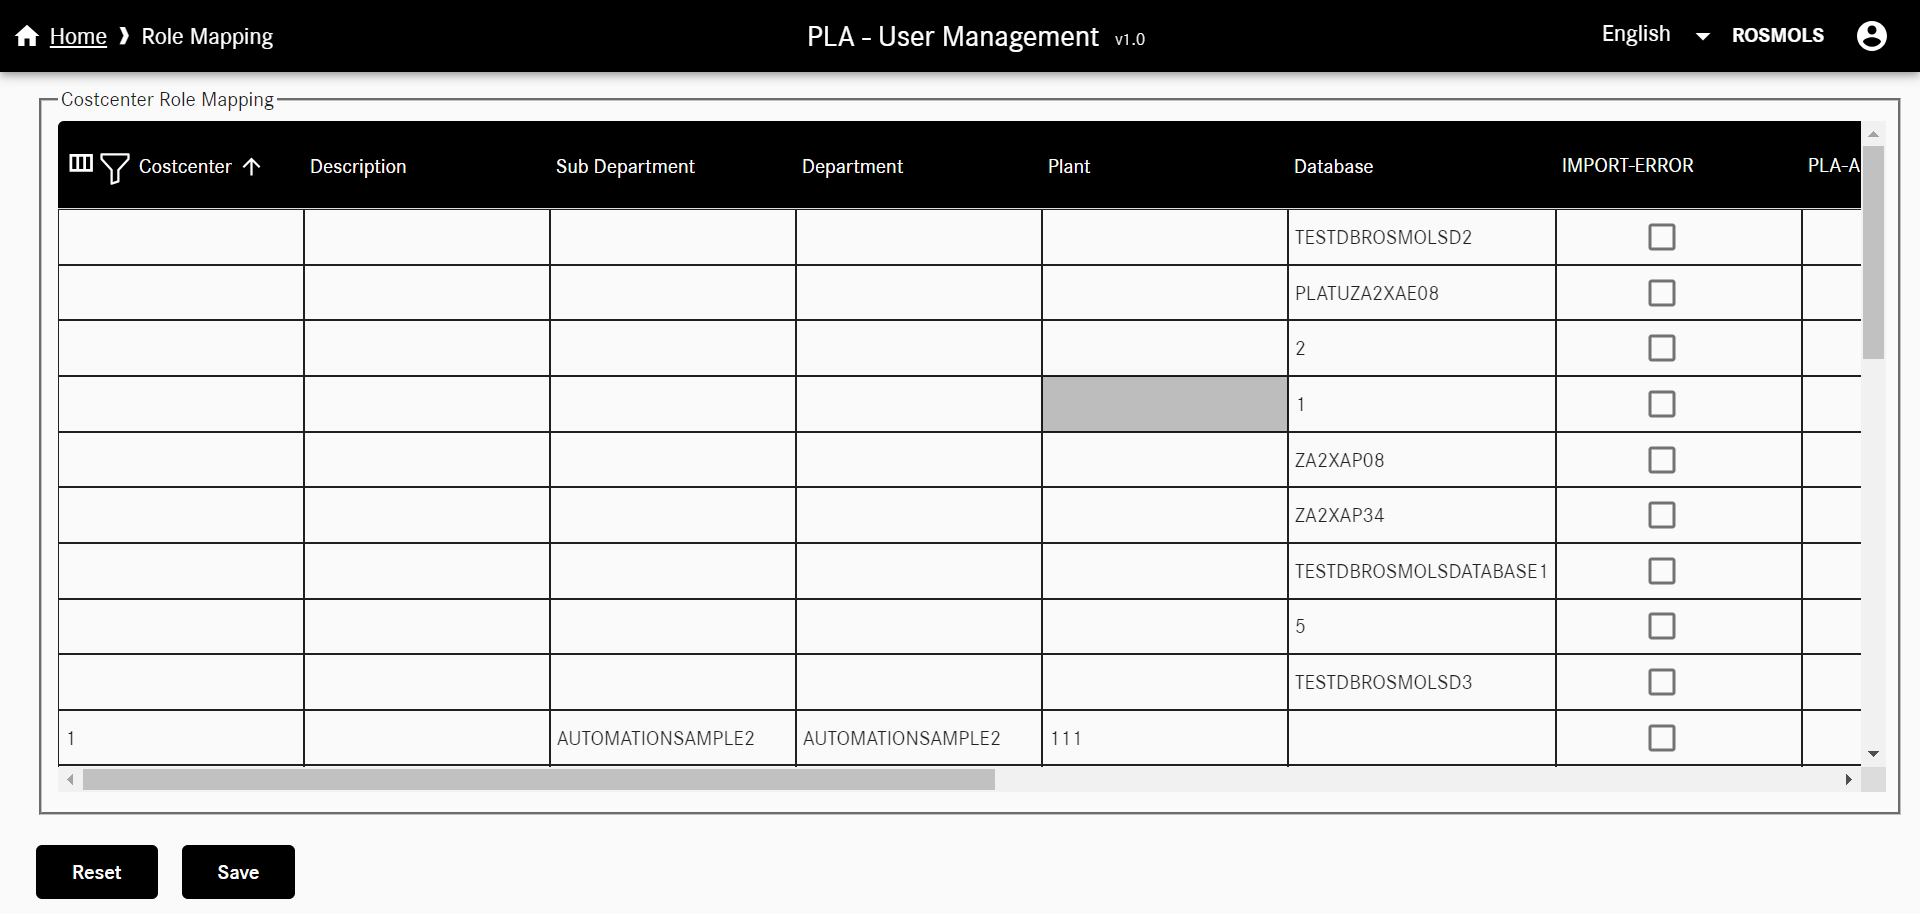 Home ❱ Role Mapping
PLA - User Management v1.0
English ROSMOLS
Costcenter Role Mapping
Costcenter Description Sub Department Department Plant Database IMPORT-ERROR PLA-A
TESTDBROSMOLSD2
PLATUZA2XAE08
2
1
ZA2XAP08
ZA2XAP34
TESTDBROSMOLSDATABASE1
5
TESTDBROSMOLSD3
1 AUTOMATIONSAMPLE2 AUTOMATIONSAMPLE2 111
Reset Save